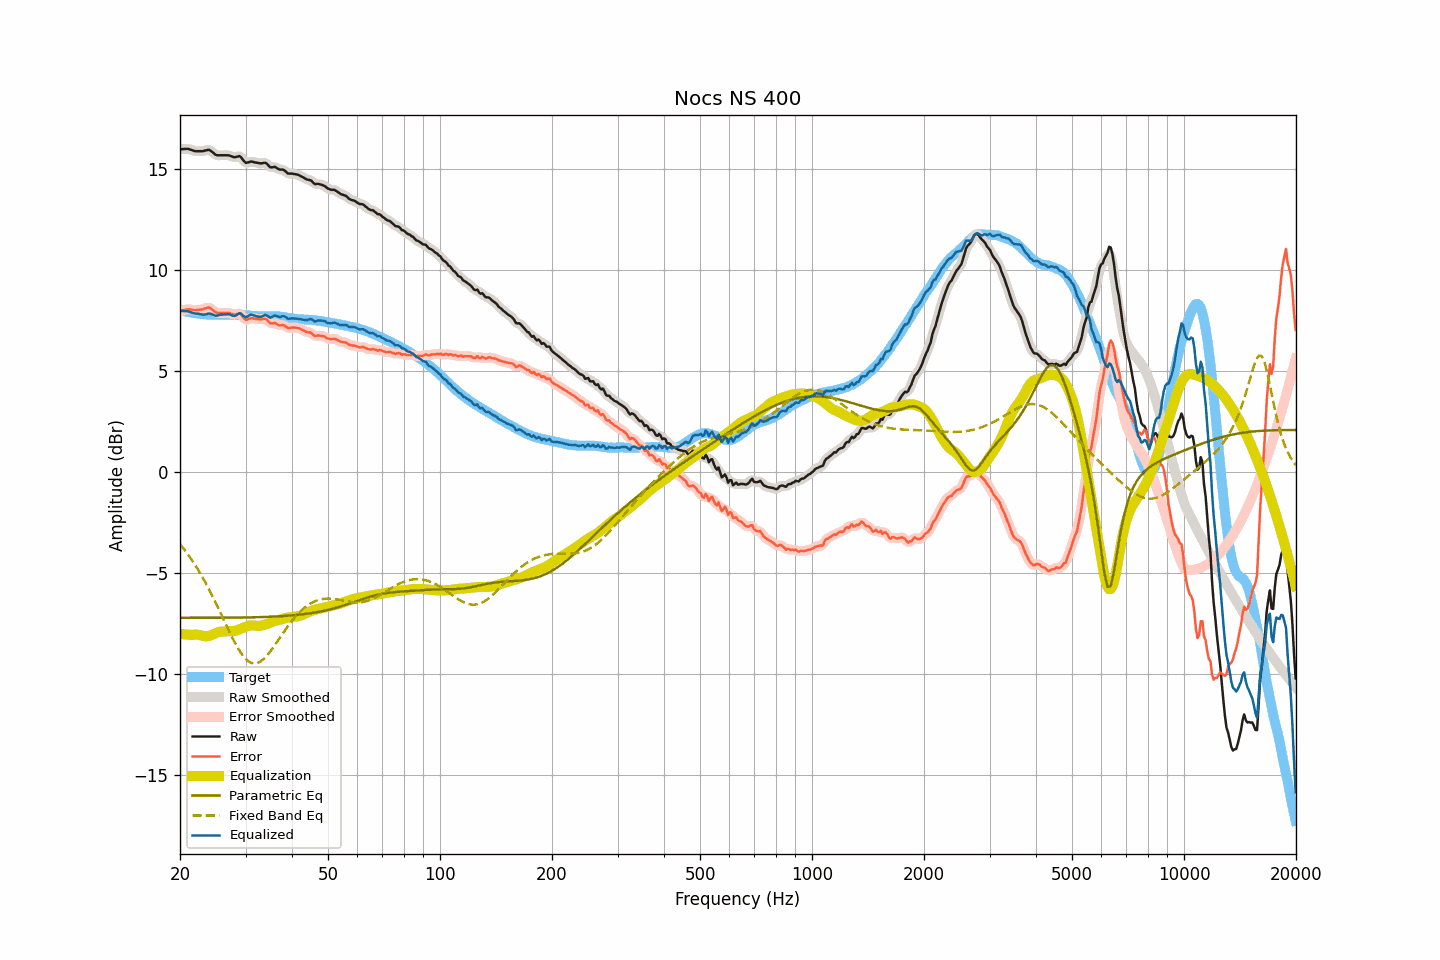 Nocs NS 400
Amplitude (dBr)
15
10
5
0
−5
−10
−15
Target
Raw Smoothed
Error Smoothed
Raw
Error
Equalization
Parametric Eq
Fixed Band Eq
Equalized
20 50 100 200 500 1000 2000 5000 10000 20000
Frequency (Hz)